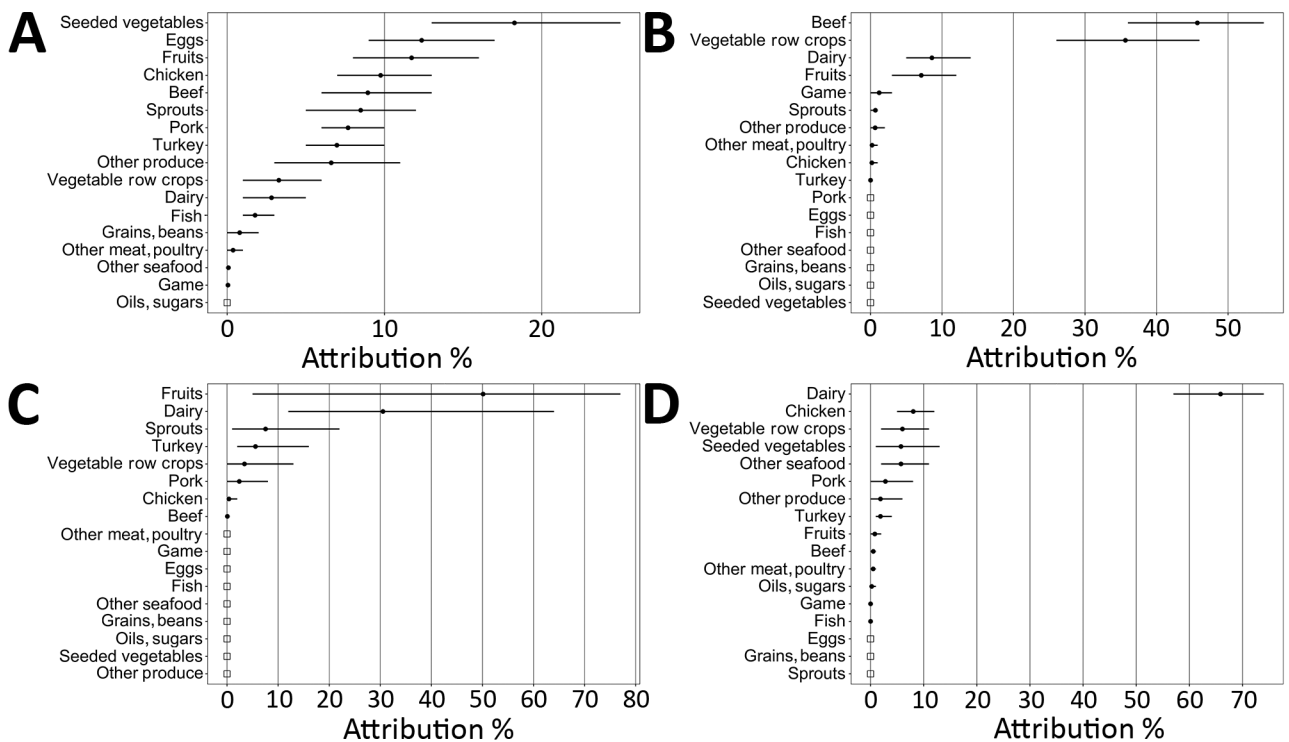 A
Seeded vegetables
Eggs
Fruits
Chicken
Beef
Sprouts
Pork
Turkey
Other produce
Vegetable row crops
Dairy
Fish
Grains, beans
Other meat, poultry
Other seafood
Game
Oils, sugars
0 10 20
Attribution %
B
Beef
Vegetable row crops
Dairy
Fruits
Game
Sprouts
Other produce
Other meat, poultry
Chicken
Turkey
Pork
Eggs
Fish
Other seafood
Grains, beans
Oils, sugars
Seeded vegetables
0 10 20 30 40 50
Attribution %
C
Fruits
Dairy
Sprouts
Turkey
Vegetable row crops
Pork
Chicken
Beef
Other meat, poultry
Game
Eggs
Fish
Other seafood
Grains, beans
Oils, sugars
Seeded vegetables
Other produce
0 10 20 30 40 50 60 70 80
Attribution %
D
Dairy
Chicken
Vegetable row crops
Seeded vegetables
Other seafood
Pork
Other produce
Turkey
Fruits
Beef
Other meat, poultry
Oils, sugars
Game
Fish
Eggs
Grains, beans
Sprouts
0 10 20 30 40 50 60 70
Attribution %